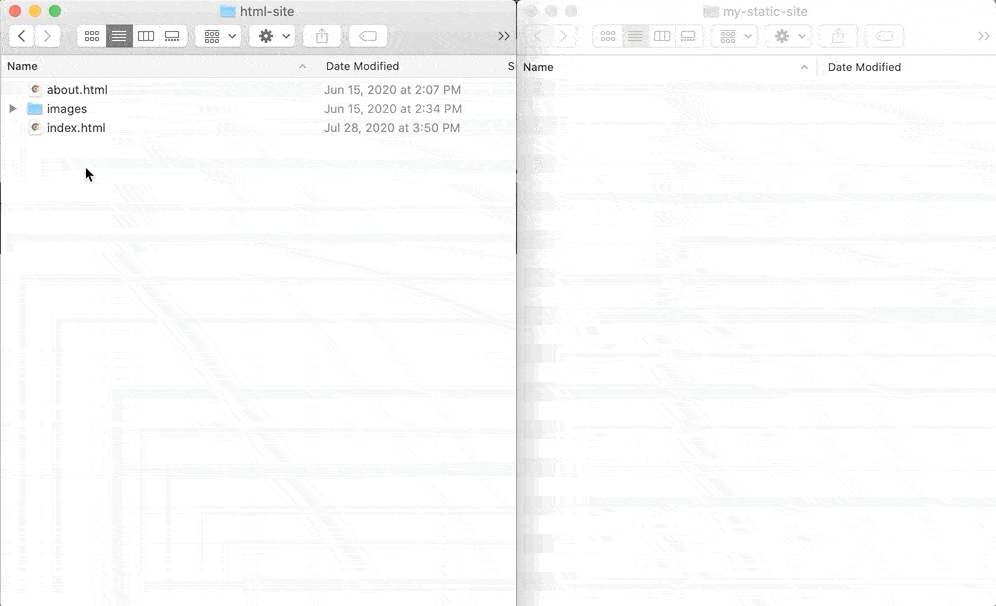 html-site
Name
Date Modified
S
about.html
Jun 15, 2020 at 2:07 PM
images
Jun 15, 2020 at 2:34 PM
index.html
Jul 28, 2020 at 3:50 PM
my-static-site
Name
Date Modified